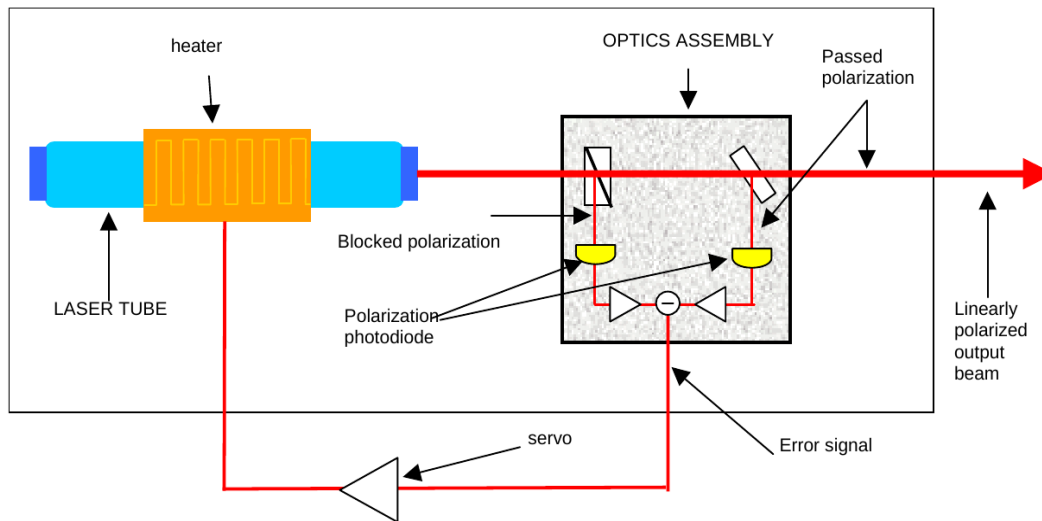 heater
OPTICS ASSEMBLY
Passed
polarization
Blocked polarization
LASER TUBE
Polarization
photodiode
Linearly
polarized
output
beam
servo
Error signal